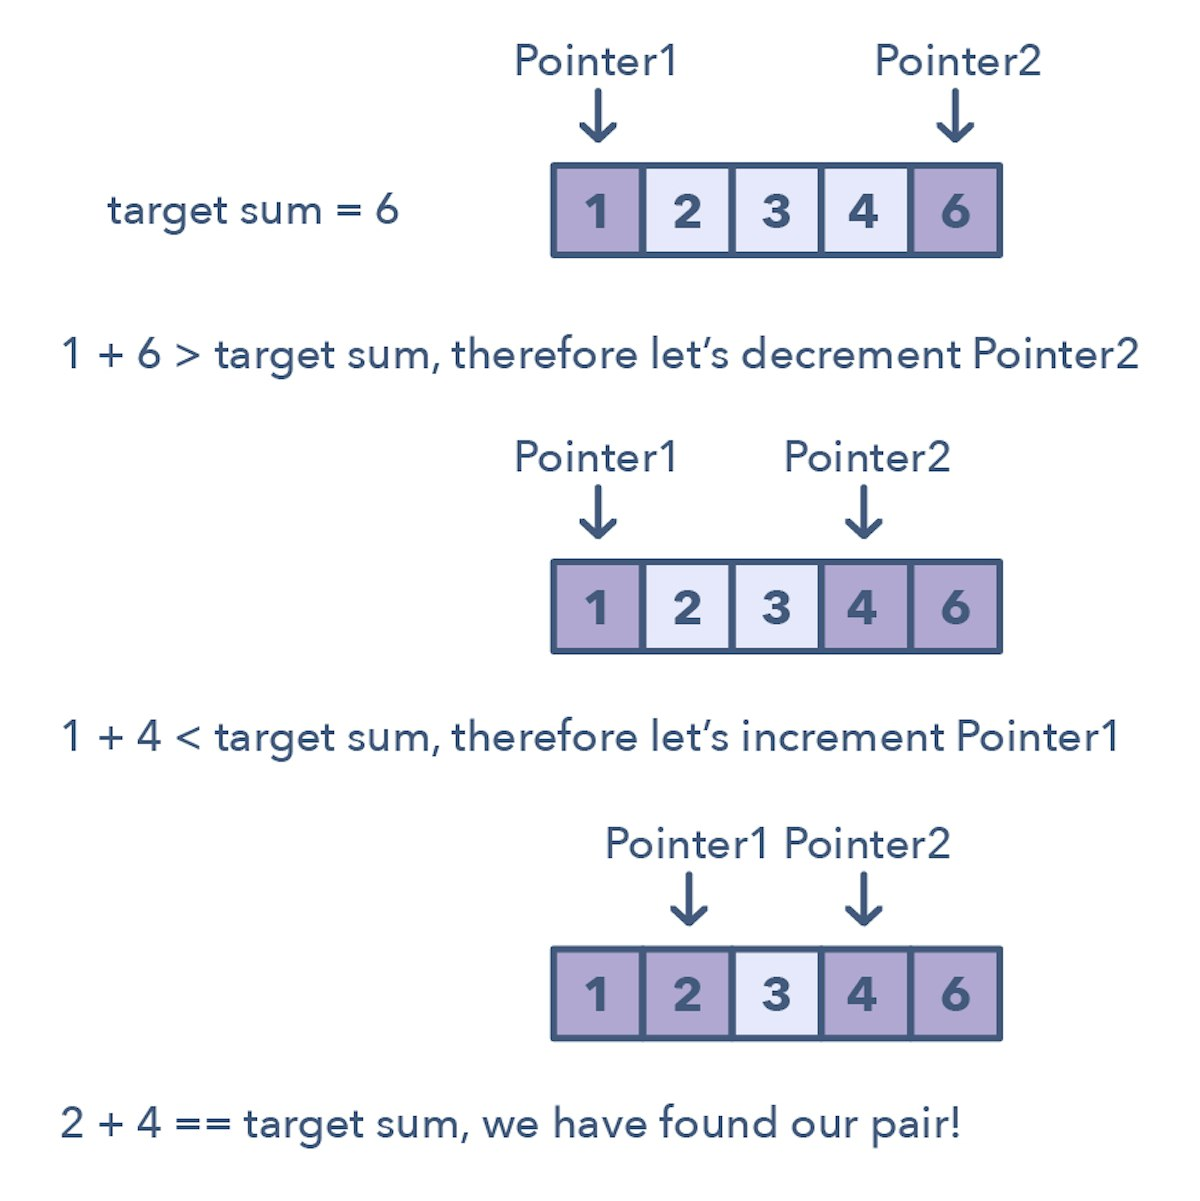 Pointer1 Pointer2
target sum = 6 1 2 3 4 6
1 + 6 > target sum, therefore let’s decrement Pointer2
Pointer1 Pointer2
1 2 3 4 6
1 + 4 < target sum, therefore let’s increment Pointer1
Pointer1 Pointer2
1 2 3 4 6
2 + 4 == target sum, we have found our pair!